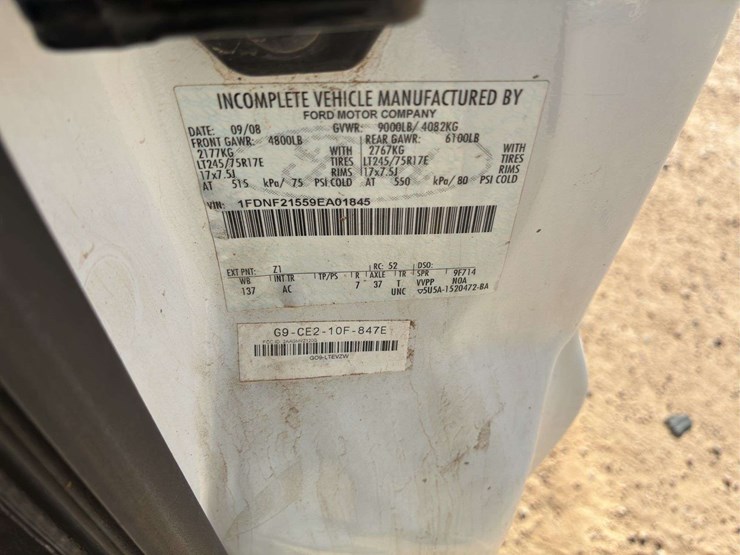 INCOMPLETE VEHICLE MANUFACTURED BY
FORD MOTOR COMPANY
DATE: 09/08 GVWR: 9000LB/ 4082KG
FRONT GAWR: 4800LB REAR GAWR: 6100LB
2177KG WITH 2767KG WITH
LT245/75R17E TIRES LT245/75R17E TIRES
17x7.5J RIMS 17x7.5J RIMS
AT 515 kPa/ 75 PSI COLD AT 550 kPa/ 80 PSI COLD
VIN: 1FDNF21559EA01845
EXT PNT: Z1 RC: 52 DSO:
WB INT TR TP/PS R AXLE TR SPR 9F714
137 AC 7 37 T VVPP NOA
UNC 5U5A-1520472-BA
G9-CE2-10F-847E
GO9-LTEVZW